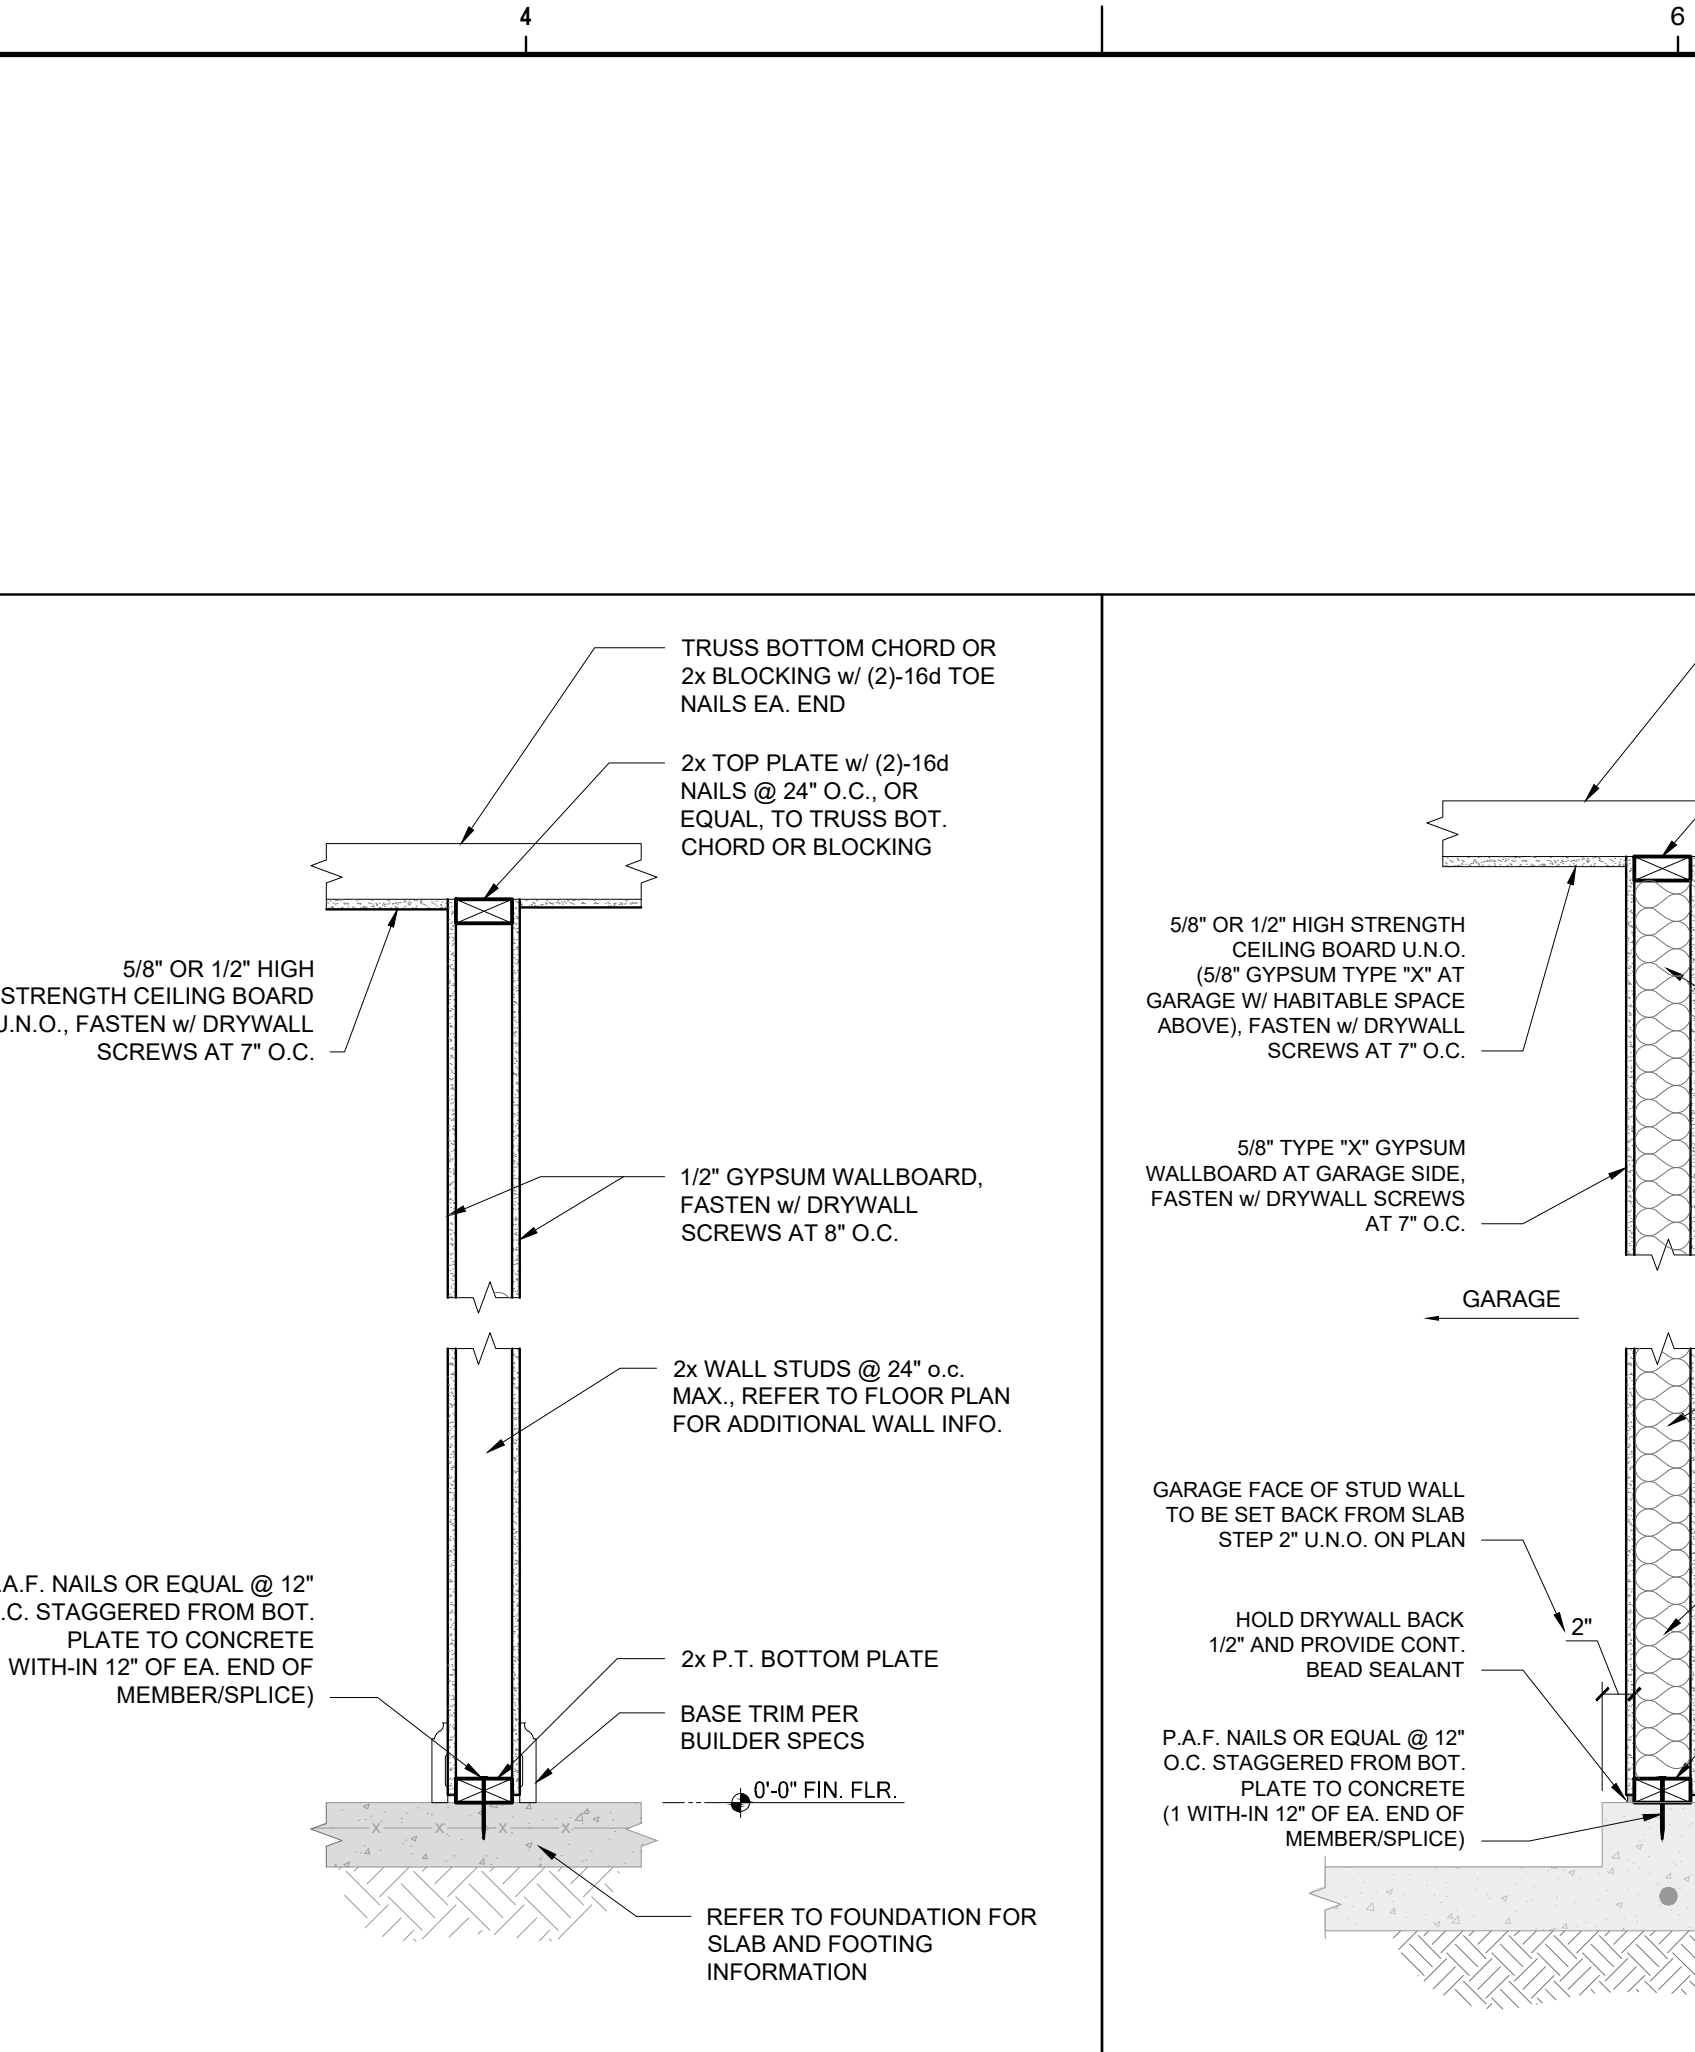 4
6
TRUSS BOTTOM CHORD OR
2x BLOCKING w/ (2)-16d TOE
NAILS EA. END
2x TOP PLATE w/ (2)-16d
NAILS @ 24" O.C., OR
EQUAL, TO TRUSS BOT.
CHORD OR BLOCKING
5/8" OR 1/2" HIGH
STRENGTH CEILING BOARD
U.N.O., FASTEN w/ DRYWALL
SCREWS AT 7" O.C.
1/2" GYPSUM WALLBOARD,
FASTEN w/ DRYWALL
SCREWS AT 8" O.C.
2x WALL STUDS @ 24" o.c.
MAX., REFER TO FLOOR PLAN
FOR ADDITIONAL WALL INFO.
.A.F. NAILS OR EQUAL @ 12"
.C. STAGGERED FROM BOT.
PLATE TO CONCRETE
WITH-IN 12" OF EA. END OF
MEMBER/SPLICE)
2x P.T. BOTTOM PLATE
BASE TRIM PER
BUILDER SPECS
0'-0" FIN. FLR.
X X X X
REFER TO FOUNDATION FOR
SLAB AND FOOTING
INFORMATION
5/8" OR 1/2" HIGH STRENGTH
CEILING BOARD U.N.O.
(5/8" GYPSUM TYPE "X" AT
GARAGE W/ HABITABLE SPACE
ABOVE), FASTEN w/ DRYWALL
SCREWS AT 7" O.C.
5/8" TYPE "X" GYPSUM
WALLBOARD AT GARAGE SIDE,
FASTEN w/ DRYWALL SCREWS
AT 7" O.C.
GARAGE
GARAGE FACE OF STUD WALL
TO BE SET BACK FROM SLAB
STEP 2" U.N.O. ON PLAN
2"
HOLD DRYWALL BACK
1/2" AND PROVIDE CONT.
BEAD SEALANT
P.A.F. NAILS OR EQUAL @ 12"
O.C. STAGGERED FROM BOT.
PLATE TO CONCRETE
(1 WITH-IN 12" OF EA. END OF
MEMBER/SPLICE)